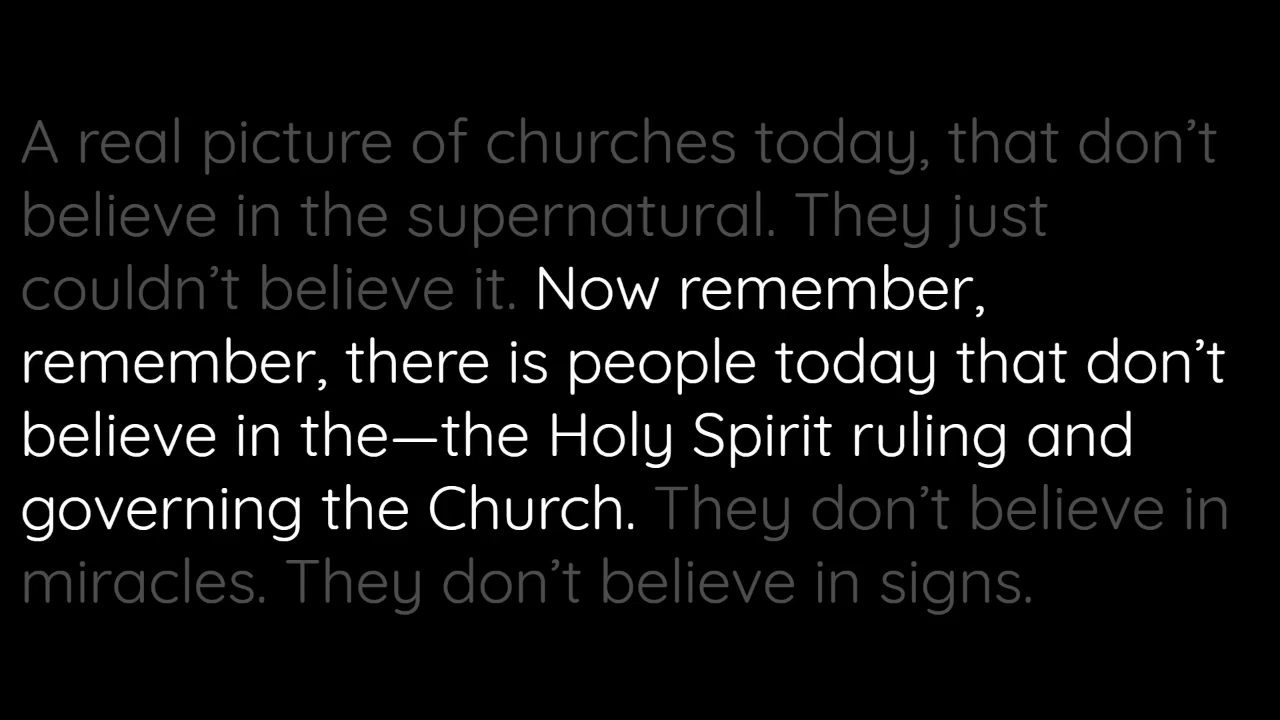 A real picture of churches today, that don’t
believe in the supernatural. They just
couldn’t believe it. Now remember,
remember, there is people today that don’t
believe in the—the Holy Spirit ruling and
governing the Church. They don’t believe in
miracles. They don’t believe in signs.